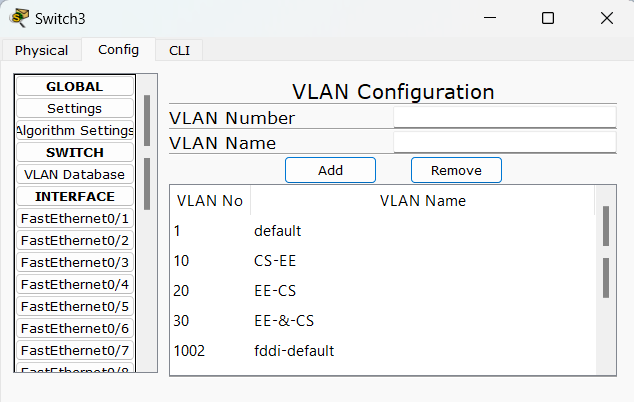 Switch3
Physical Config CLI
GLOBAL
Settings
Algorithm Settings
SWITCH
VLAN Database
INTERFACE
FastEthernet0/1
FastEthernet0/2
FastEthernet0/3
FastEthernet0/4
FastEthernet0/5
FastEthernet0/6
FastEthernet0/7
FastEthernet0/8
VLAN Configuration
VLAN Number
VLAN Name
Add Remove
VLAN No VLAN Name
1 default
10 CS-EE
20 EE-CS
30 EE-&-CS
1002 fddi-default